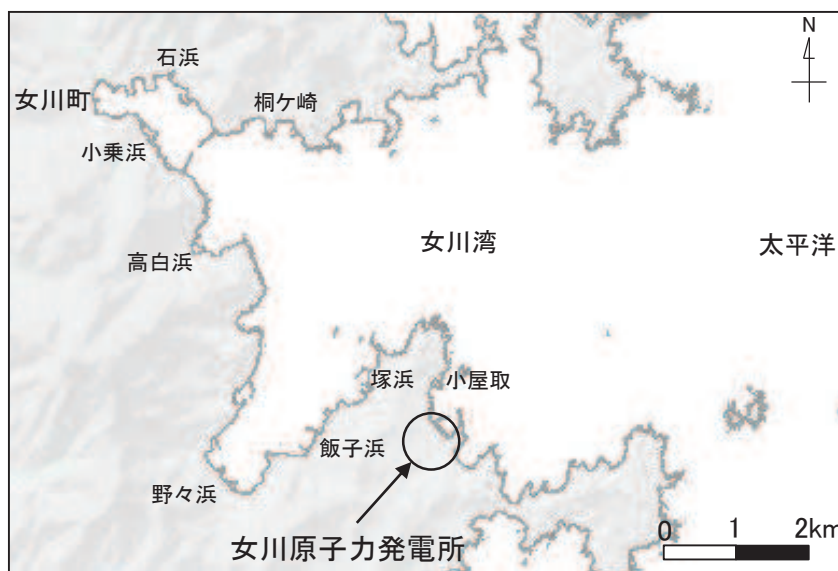 N
石浜
女川町
桐ケ崎
小乗浜
女川湾
太平洋
高白浜
塚浜
小屋取
飯子浜
野々浜
女川原子力発電所
0 1 2km